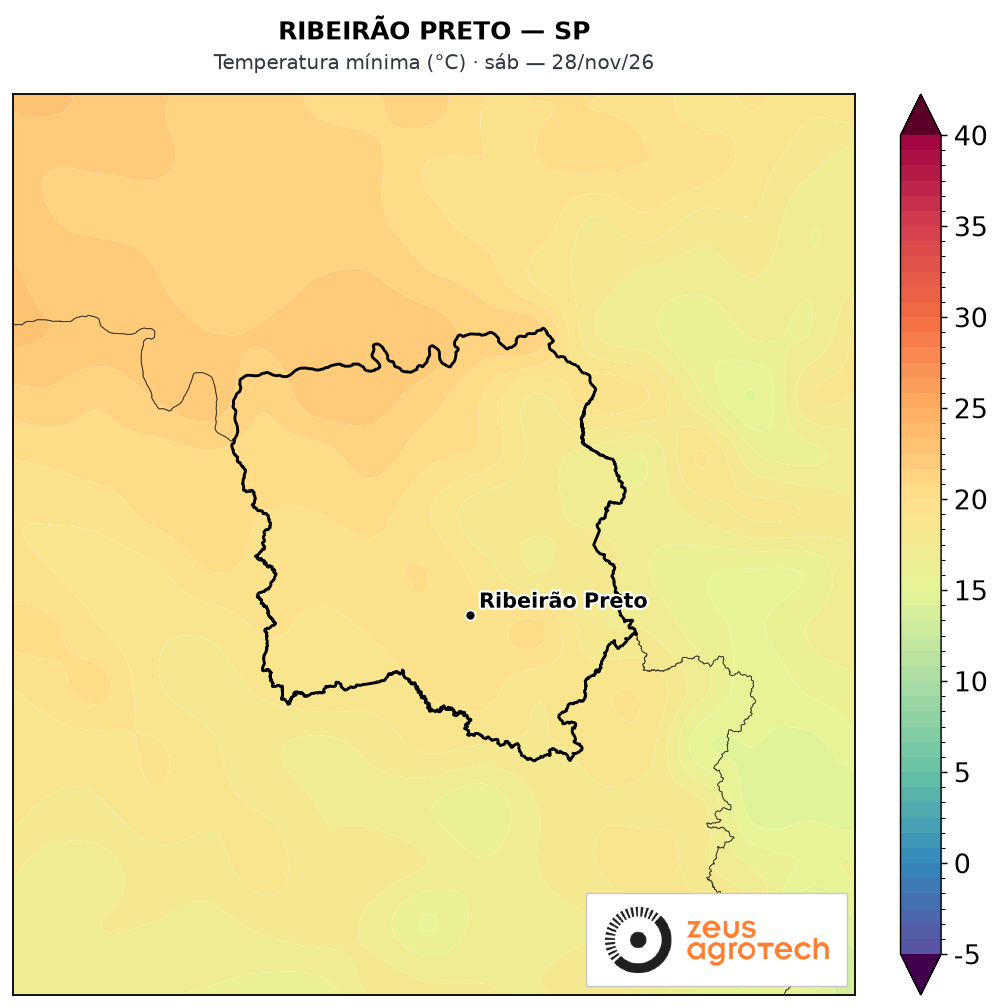 RIBEIRÃO PRETO — SP
Temperatura mínima (°C) · sáb — 28/nov/26
40
35
30
25
20
15
10
5
0
-5
Ribeirão Preto
zeus
agrotech